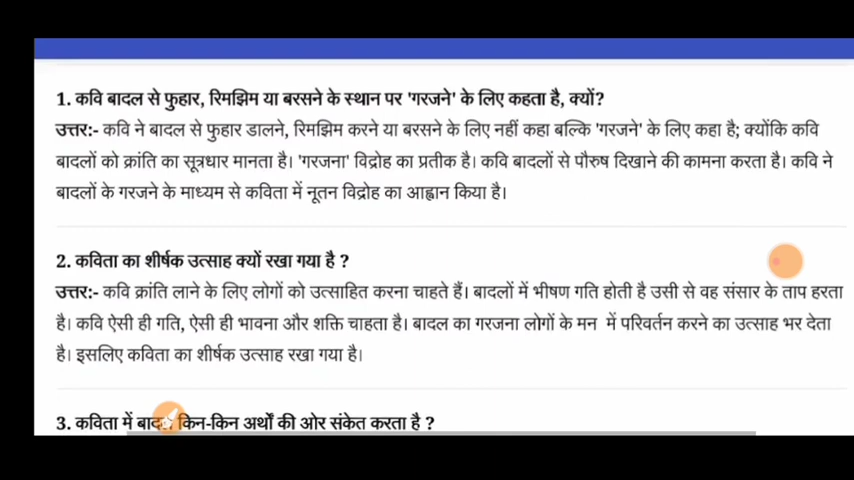 1. कवि बादल से फुहार, रिमझिम या बरसने के स्थान पर 'गरजने' के लिए कहता है, क्यों?
उत्तर:- कवि ने बादल से फुहार डालने, रिमझिम करने या बरसने के लिए नहीं कहा बल्कि 'गरजने' के लिए कहा है; क्योंकि कवि
बादलों को क्रांति का सूत्रधार मानता है। 'गरजना' विद्रोह का प्रतीक है। कवि बादलों से पौरुष दिखाने की कामना करता है। कवि ने
बादलों के गरजने के माध्यम से कविता में नूतन विद्रोह का आह्वान किया है।
2. कविता का शीर्षक उत्साह क्यों रखा गया है ?
उत्तर:- कवि क्रांति लाने के लिए लोगों को उत्साहित करना चाहते हैं। बादलों में भीषण गति होती है उसी से वह संसार के ताप हरता
है। कवि ऐसी ही गति, ऐसी ही भावना और शक्ति चाहता है। बादल का गरजना लोगों के मन में परिवर्तन करने का उत्साह भर देता
है। इसलिए कविता का शीर्षक उत्साह रखा गया है।
3. कविता में किन-किन अर्थों की ओर संकेत करता है ?